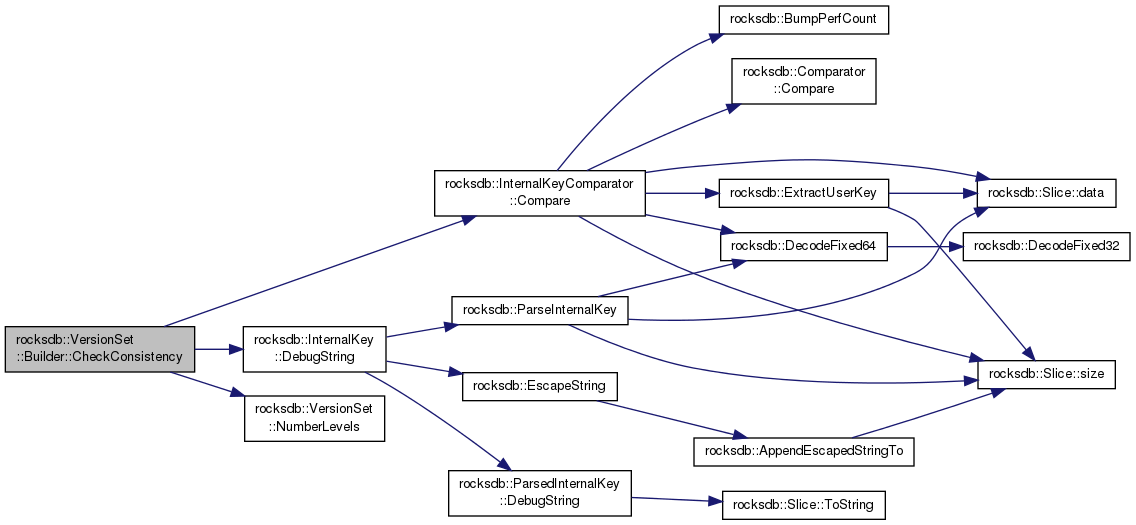 rocksdb::BumpPerfCount
rocksdb::Comparator
::Compare
rocksdb::InternalKeyComparator
::Compare
rocksdb::ExtractUserKey
rocksdb::Slice::data
rocksdb::DecodeFixed64
rocksdb::DecodeFixed32
rocksdb::ParseInternalKey
rocksdb::VersionSet
::Builder::CheckConsistency
rocksdb::InternalKey
::DebugString
rocksdb::Slice::size
rocksdb::EscapeString
rocksdb::VersionSet
::NumberLevels
rocksdb::AppendEscapedStringTo
rocksdb::ParsedInternalKey
::DebugString
rocksdb::Slice::ToString